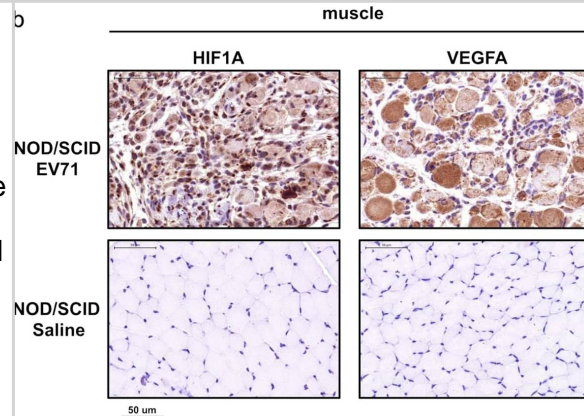 b
muscle
HIF1A
VEGFA
NOD/SCID
EV71
e
NOD/SCID
Saline
50 um